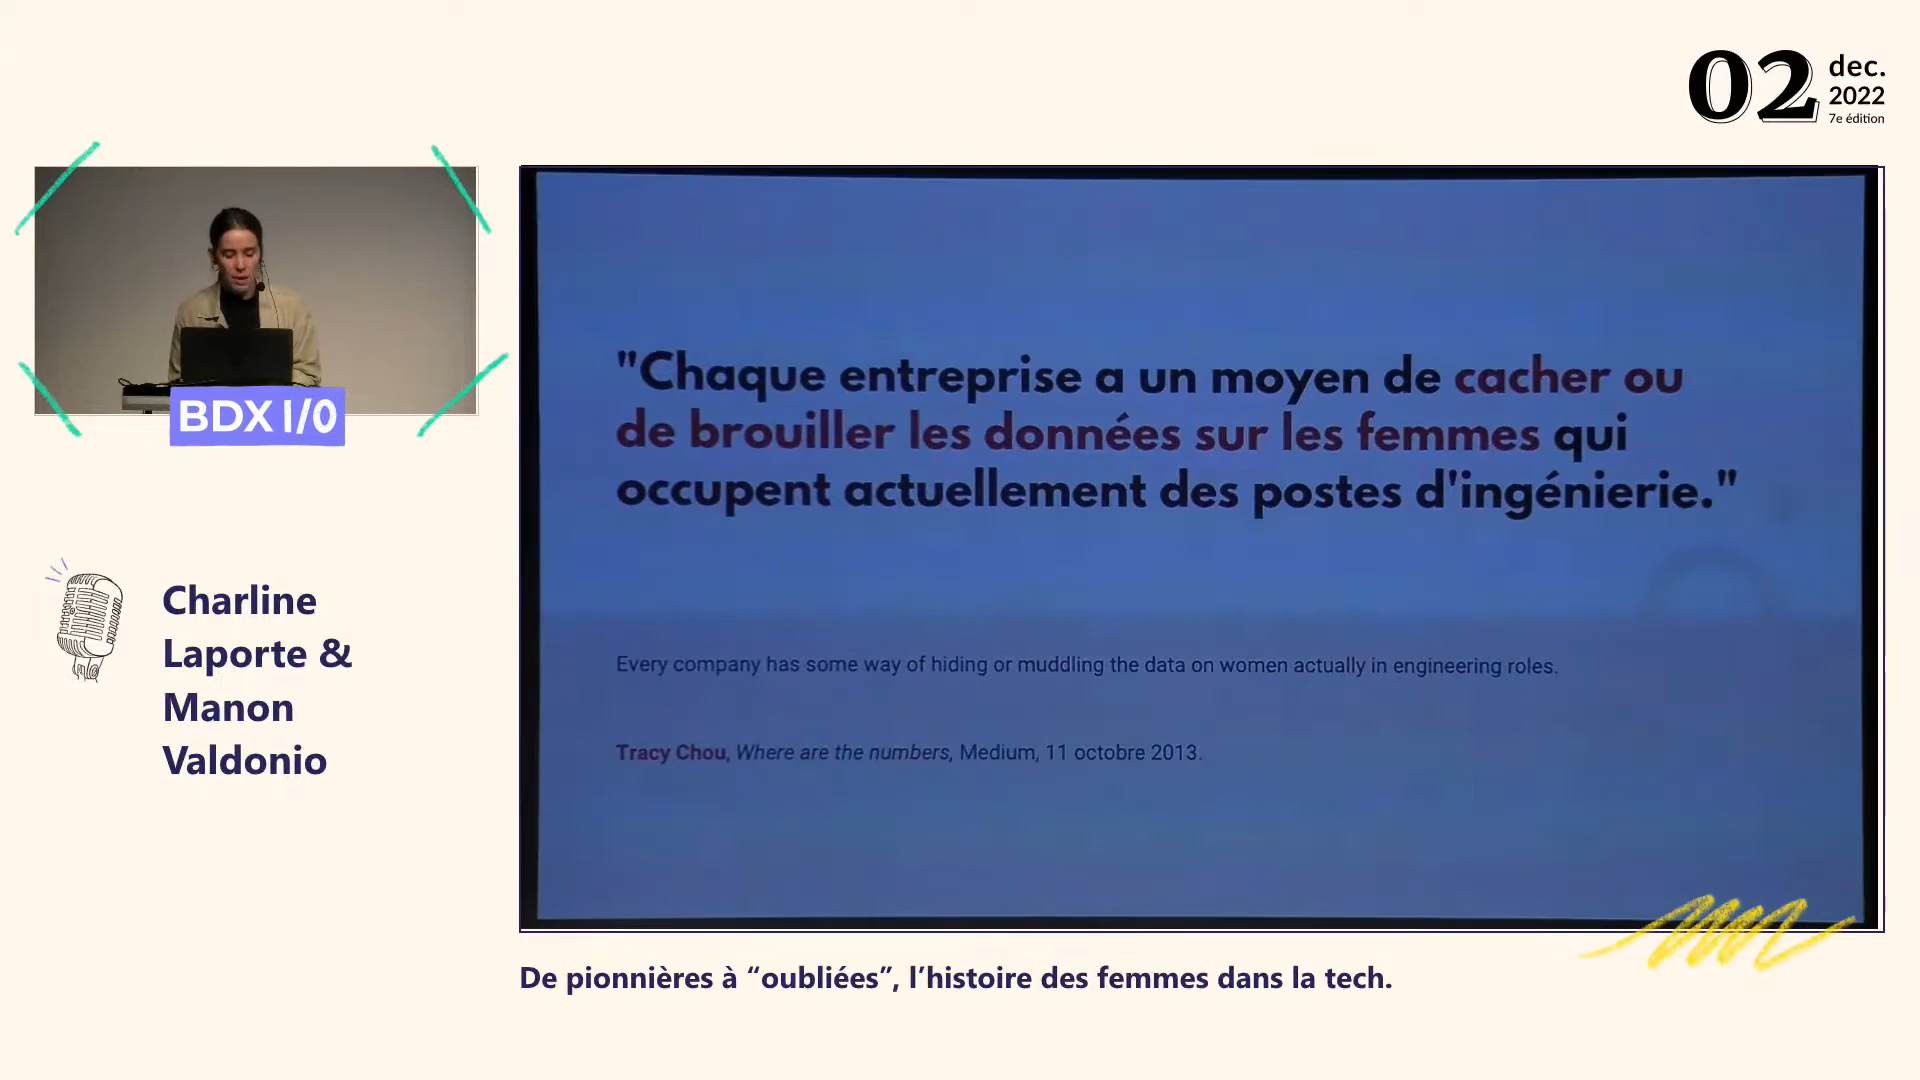 02
dec.
2022
7e édition
BDX I/O
Charline
Laporte &
Manon
Valdonio
"Chaque entreprise a un moyen de cacher ou
de brouiller les données sur les femmes qui
occupent actuellement des postes d'ingénierie."
Every company has some way of hiding or muddling the data on women actually in engineering roles.
Tracy Chou, Where are the numbers, Medium, 11 octobre 2013.
De pionnières à “oubliées”, l’histoire des femmes dans la tech.